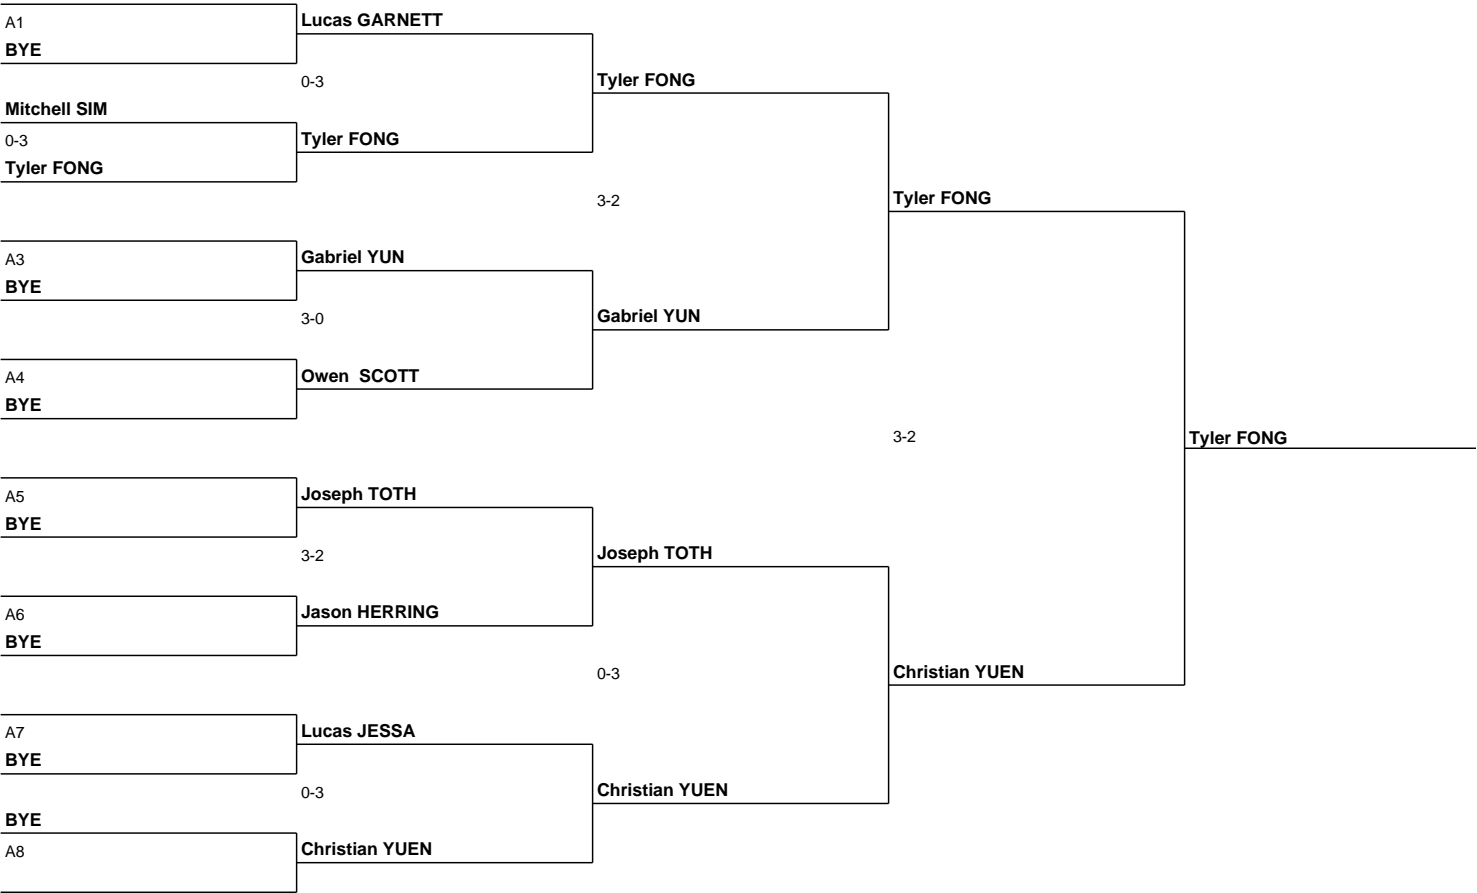 A1
BYE
Lucas GARNETT
0-3
Mitchell SIM
0-3
Tyler FONG
Tyler FONG
Tyler FONG
3-2
A3
BYE
Gabriel YUN
3-0
A4
BYE
Owen  SCOTT
Gabriel YUN
Tyler FONG
3-2
Tyler FONG
A5
BYE
Joseph TOTH
3-2
A6
BYE
Jason HERRING
Joseph TOTH
0-3
A7
BYE
Lucas JESSA
0-3
BYE
A8
Christian YUEN
Christian YUEN
Christian YUEN